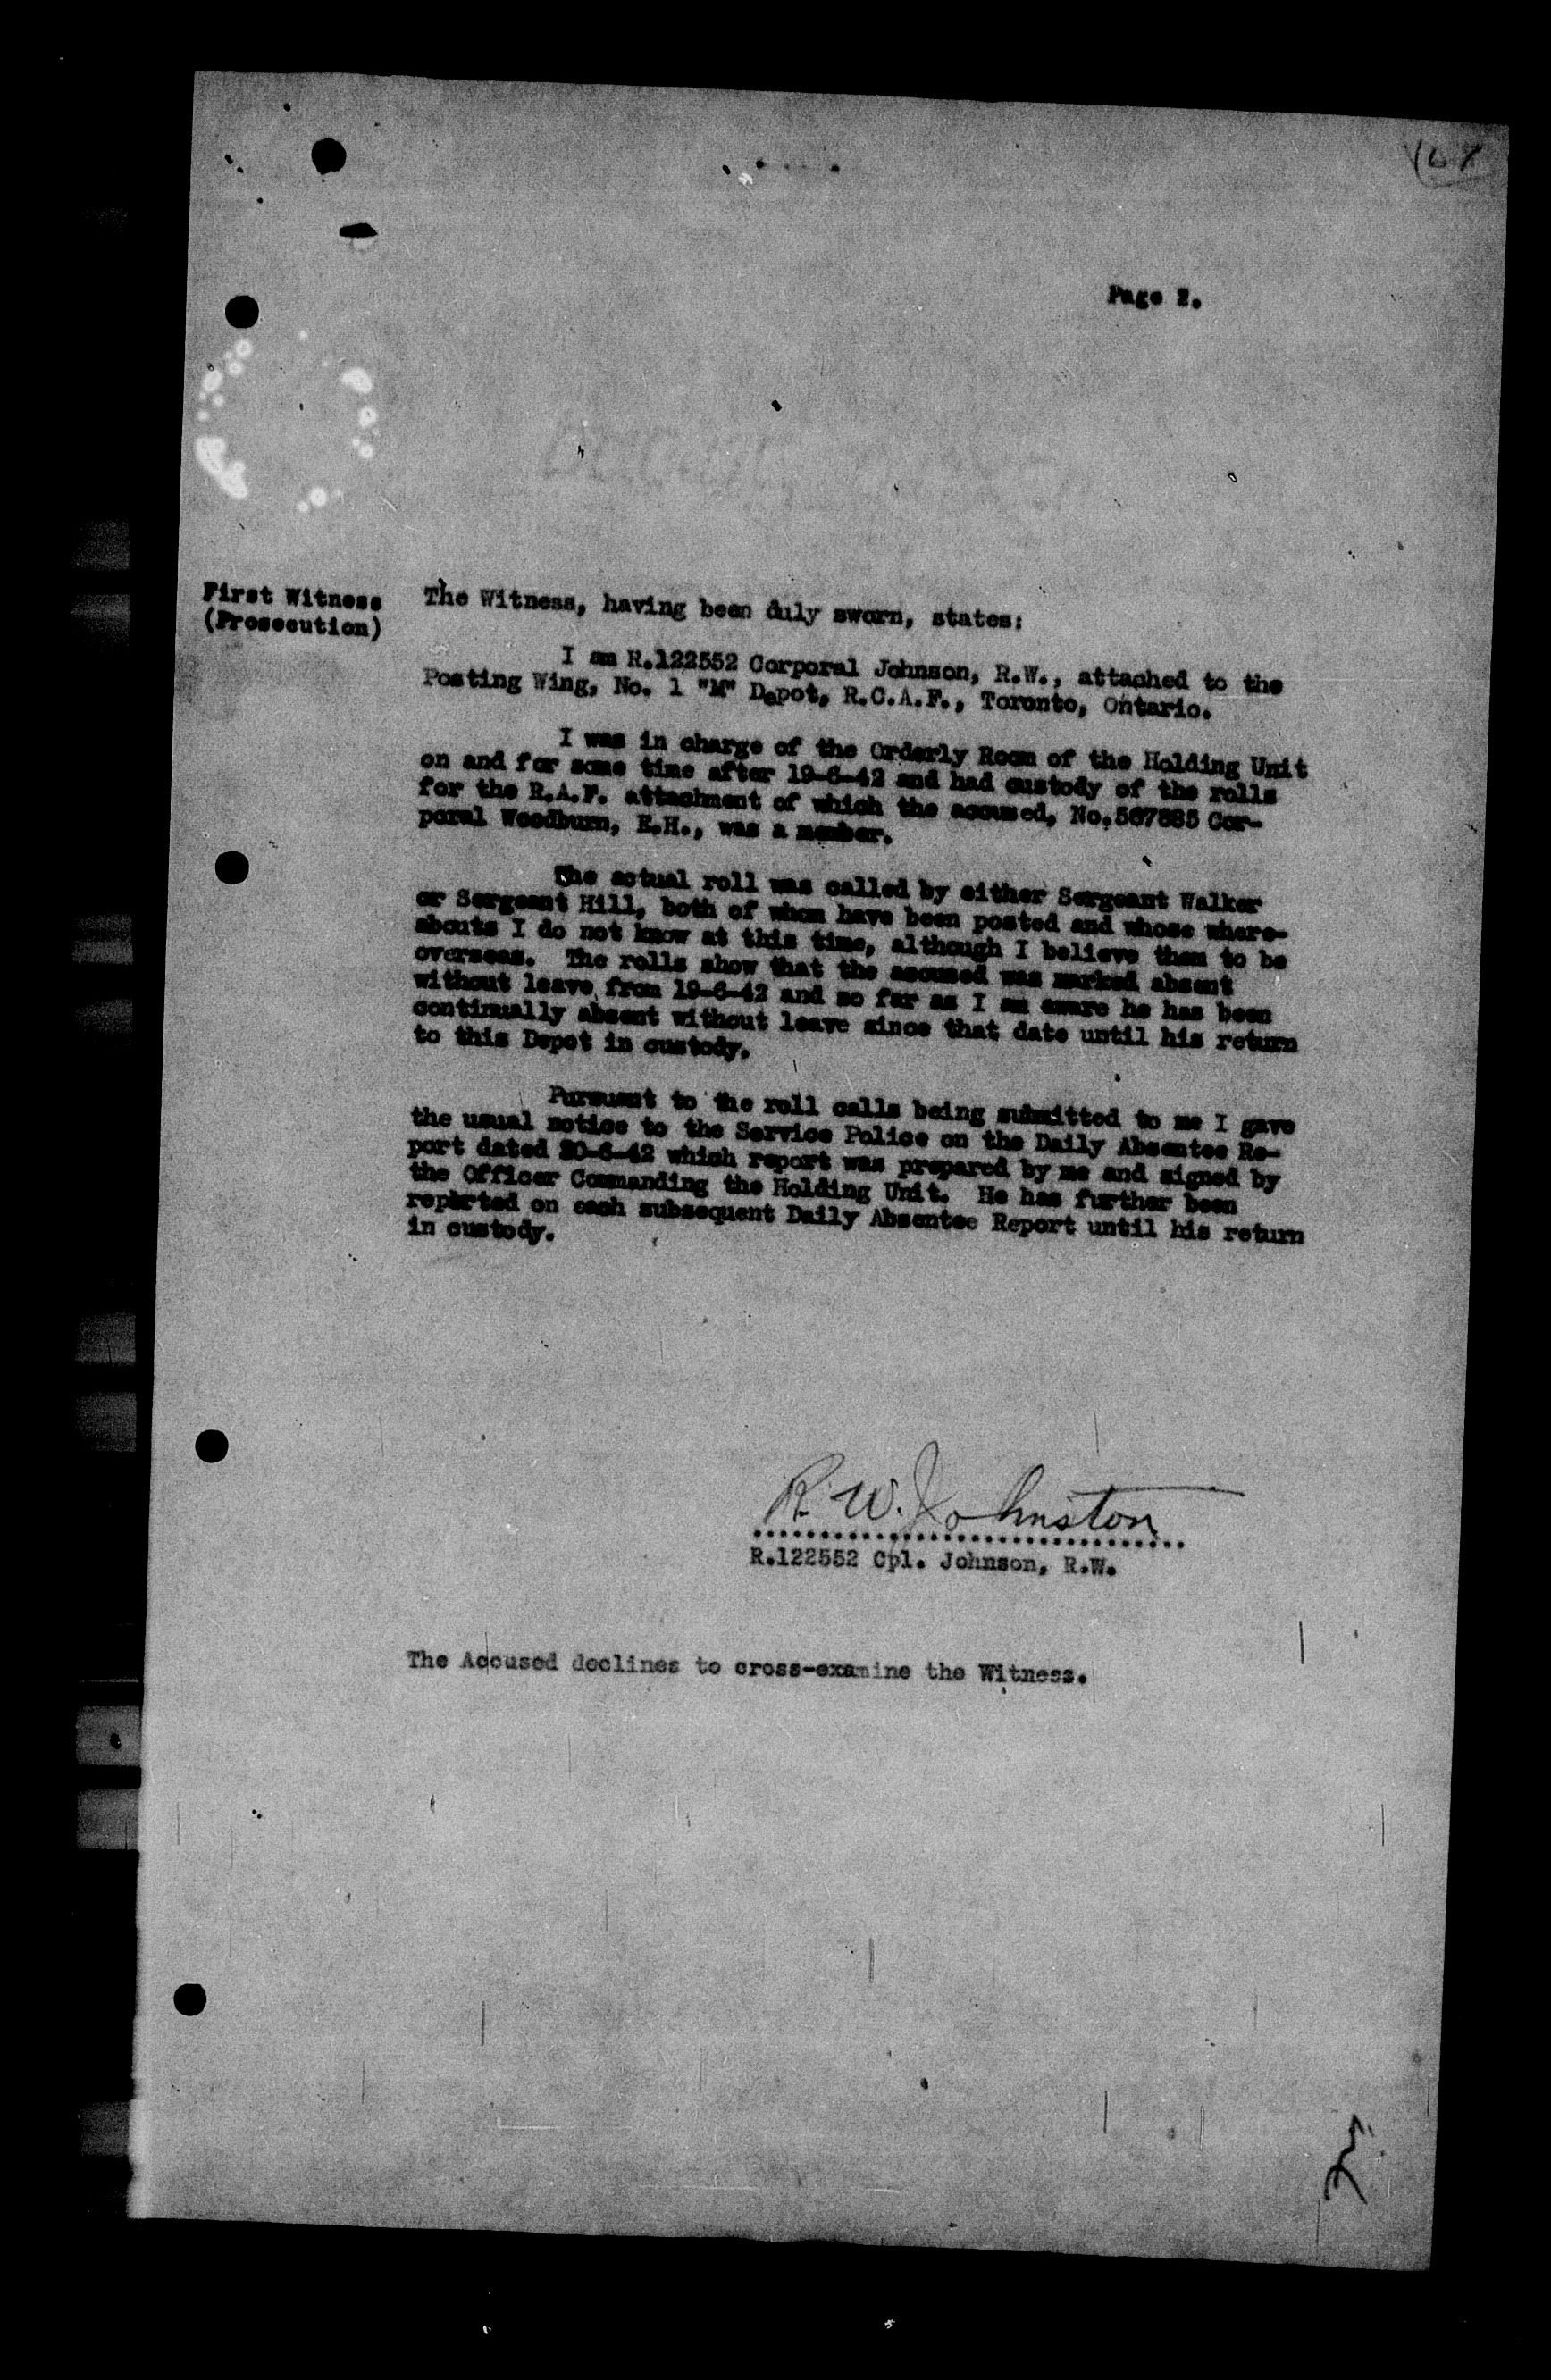 Page 2.
First Witness
(Prosecution)
The Witness, having been duly sworn, states:
I am R.122552 Corporal Johnson, R.W., attached to the
Posting Wing, No. 1 "M" Depot, R.C.A.F., Toronto, Ontario.
I was in charge of the Orderly Room of the Holding Unit
on and for some time after 19-6-42 and had custody of the rolls
for the R.A.F. attachment of which the accused, No.567885 Cor-
poral Woodburn, E.H., was a member.
The actual roll was called by either Sergeant Walker
or Sergeant Hill, both of whom have been posted and whose where-
abouts I do not know at this time, although I believe them to be
overseas. The rolls show that the accused was marked absent
without leave from 19-6-42 and so far as I am aware he has been
continually absent without leave since that date until his return
to this Depot in custody.
Pursuant to the roll calls being submitted to me I gave
the usual notice to the Service Police on the Daily Absentee Re-
port dated 20-6-42 which report was prepared by me and signed by
the Officer Commanding the Holding Unit. He has further been
reported on each subsequent Daily Absentee Report until his return
in custody.
R. W. Johnston
R.122552 Cpl. Johnson, R.W.
The Accused declines to cross-examine the Witness.